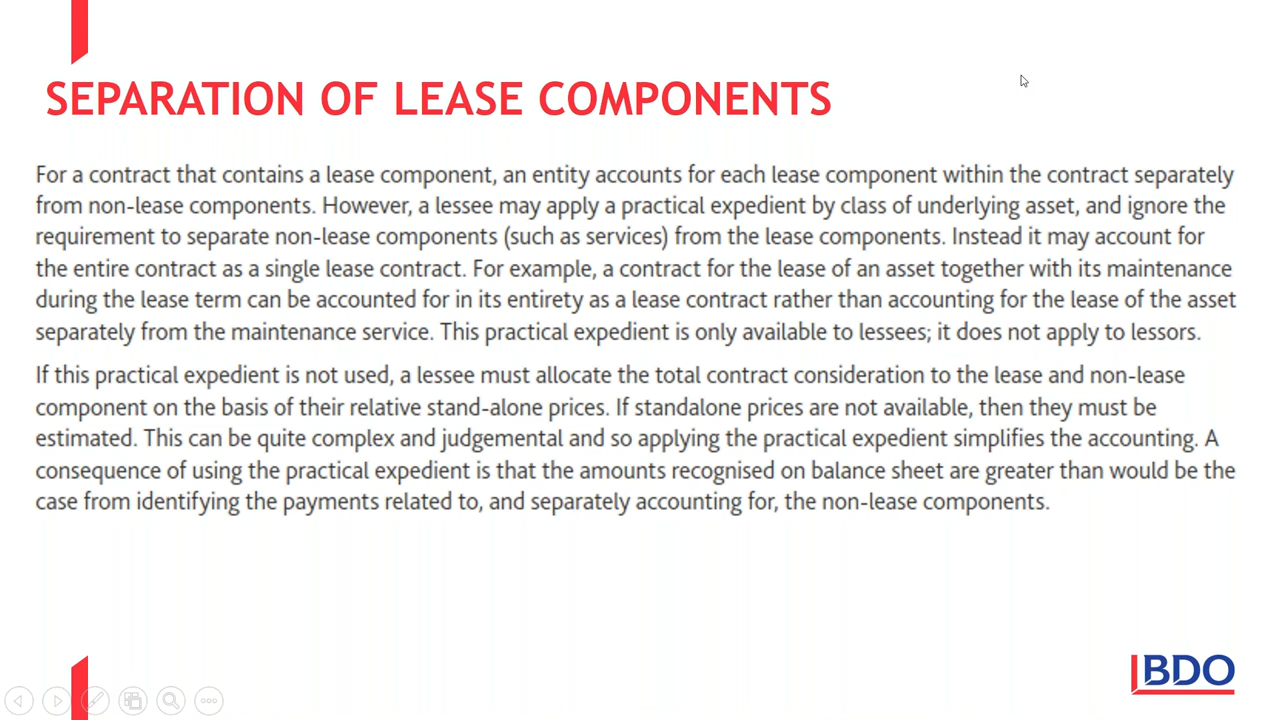 SEPARATION OF LEASE COMPONENTS
For a contract that contains a lease component, an entity accounts for each lease component within the contract separately
from non-lease components. However, a lessee may apply a practical expedient by class of underlying asset, and ignore the
requirement to separate non-lease components (such as services) from the lease components. Instead it may account for
the entire contract as a single lease contract. For example, a contract for the lease of an asset together with its maintenance
during the lease term can be accounted for in its entirety as a lease contract rather than accounting for the lease of the asset
separately from the maintenance service. This practical expedient is only available to lessees; it does not apply to lessors.
If this practical expedient is not used, a lessee must allocate the total contract consideration to the lease and non-lease
component on the basis of their relative stand-alone prices. If standalone prices are not available, then they must be
estimated. This can be quite complex and judgemental and so applying the practical expedient simplifies the accounting. A
consequence of using the practical expedient is that the amounts recognised on balance sheet are greater than would be the
case from identifying the payments related to, and separately accounting for, the non-lease components.
BDO